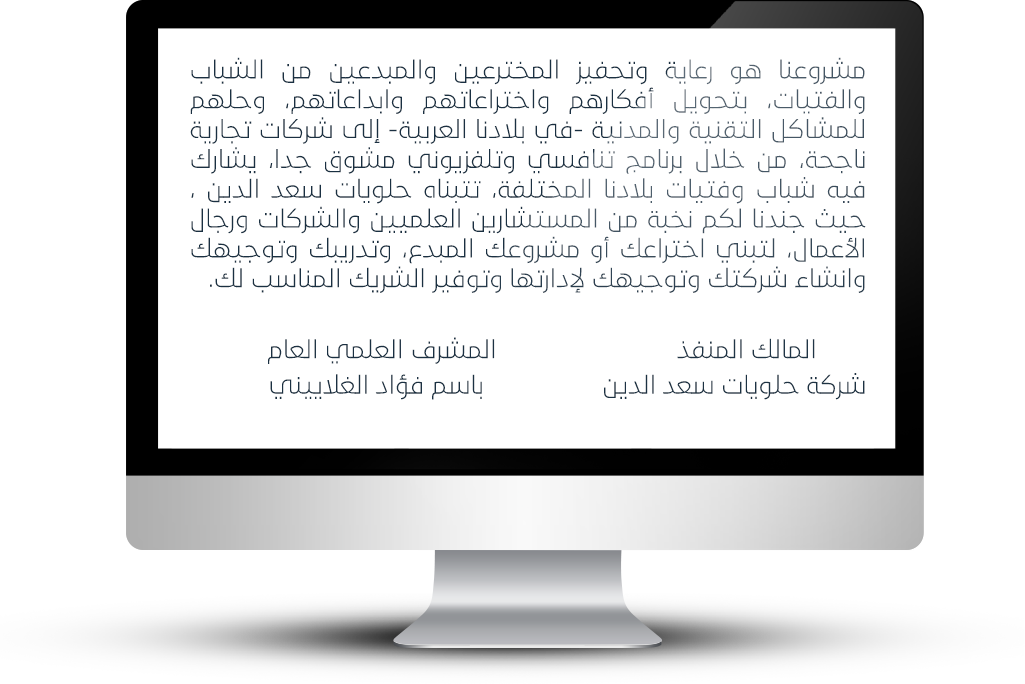 مشروعنا هو رعاية وتحفيز المخترعين والمبدعين من الشباب
والفتيات، بتحويل أفكارهم واختراعاتهم وابداعاتهم، وحلهم
للمشاكل التقنية والمدنية -في بلادنا العربية- إلى شركات تجارية
ناجحة، من خلال برنامج تنافسي وتلفزيوني مشوق جدا، يشارك
فيه شباب وفتيات بلادنا المختلفة، تتبناه حلويات سعد الدين ،
حيث جندنا لكم نخبة من المستشارين العلميين والشركات ورجال
الأعمال، لتبني اختراعك أو مشروعك المبدع، وتدريبك وتوجيهك
وانشاء شركتك وتوجيهك لإدارتها وتوفير الشريك المناسب لك.
المالك المنفذ
شركة حلويات سعد الدين
المشرف العلمي العام
باسم فؤاد الغلاييني